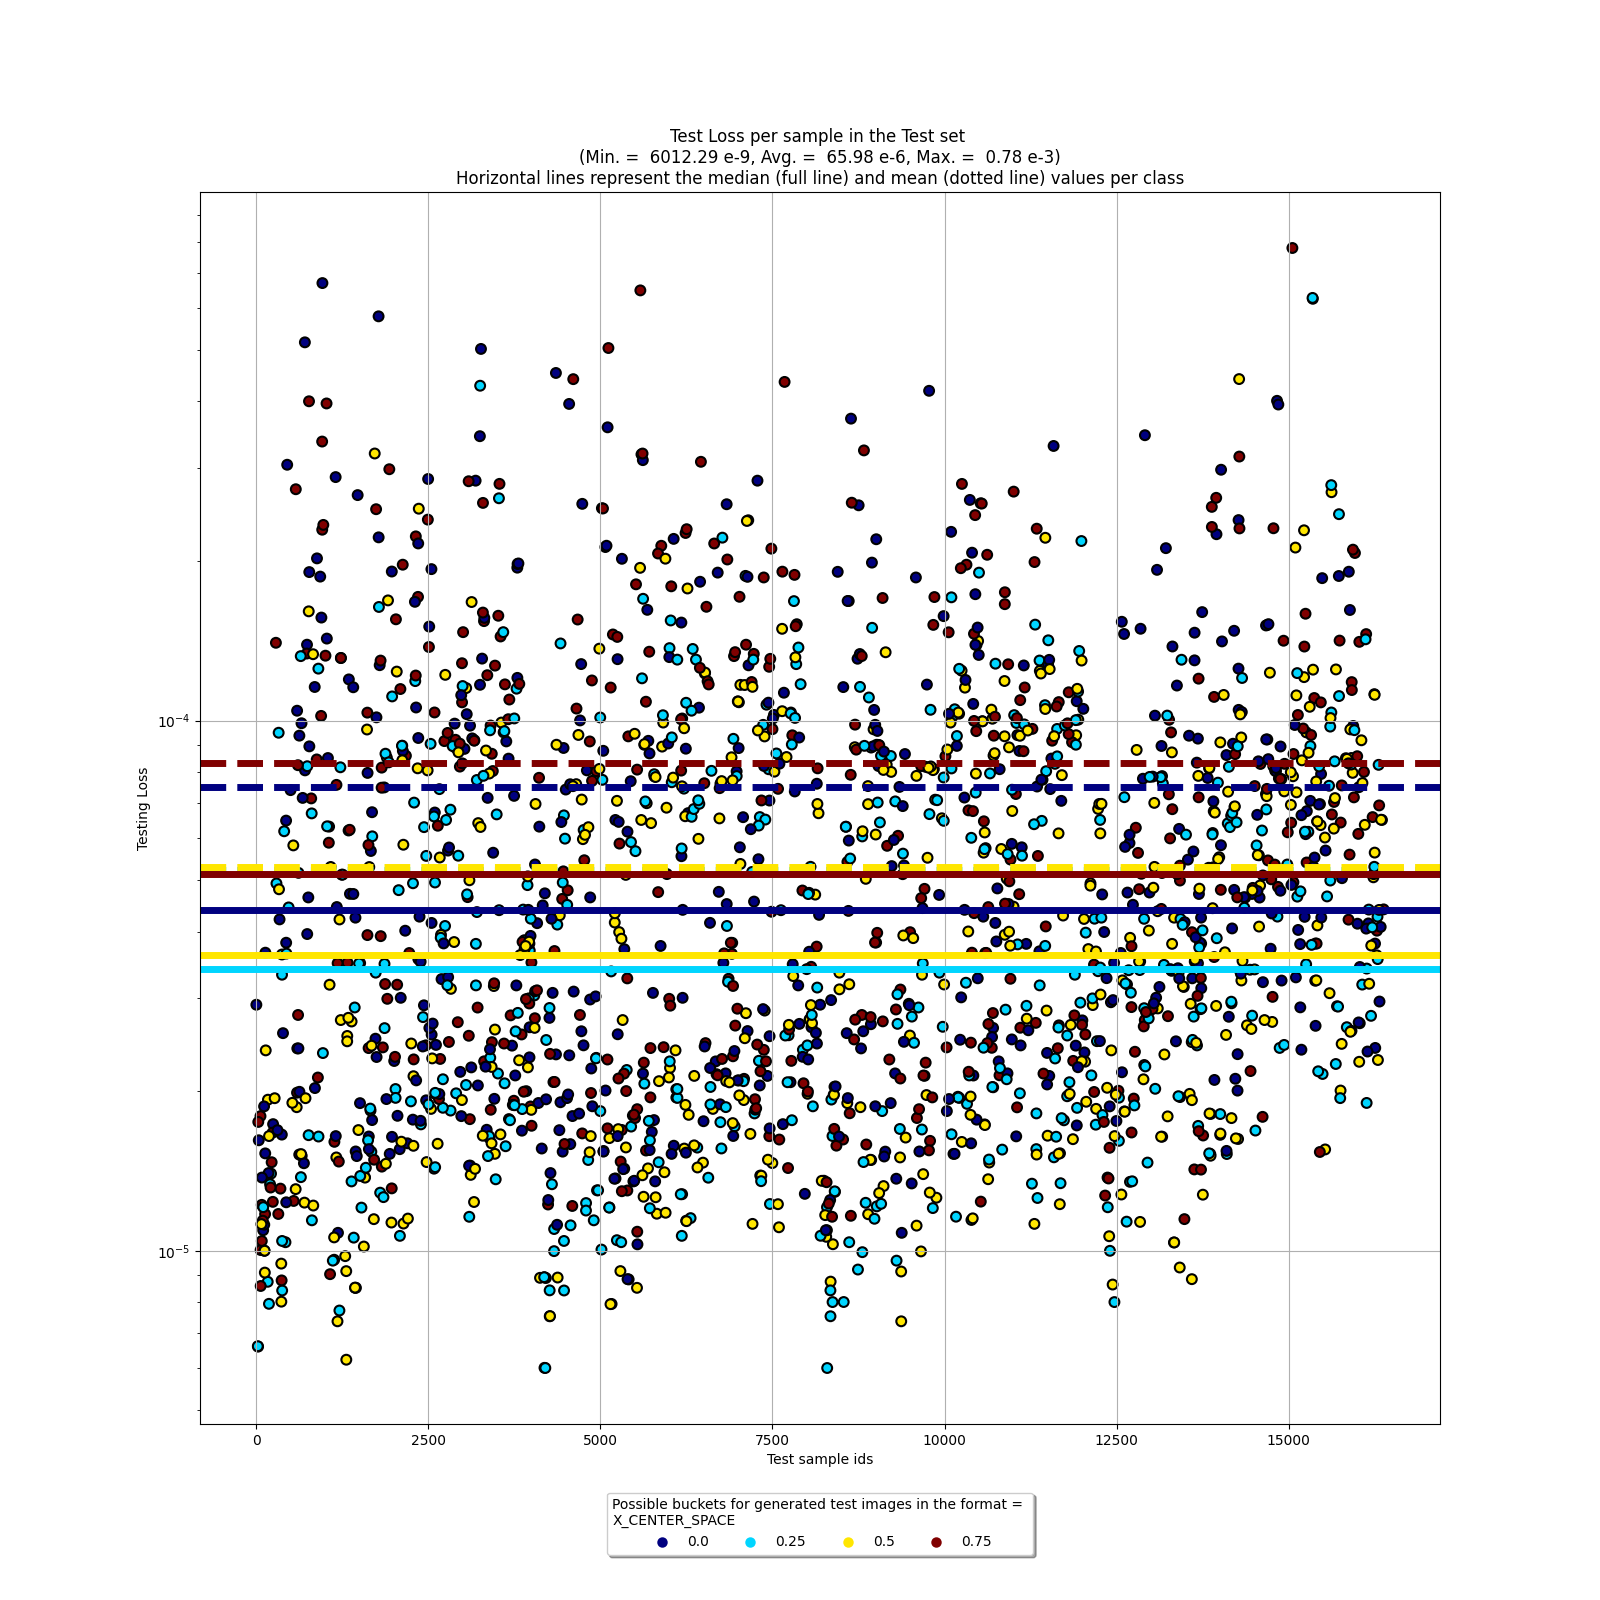 Test Loss per sample in the Test set
(Min. =  6012.29 e-9, Avg. =  65.98 e-6, Max. =  0.78 e-3)
Horizontal lines represent the median (full line) and mean (dotted line) values per class
Testing Loss
10⁻⁴
10⁻⁵
0 2500 5000 7500 10000 12500 15000
Test sample ids
Possible buckets for generated test images in the format =
X_CENTER_SPACE
0.0 0.25 0.5 0.75